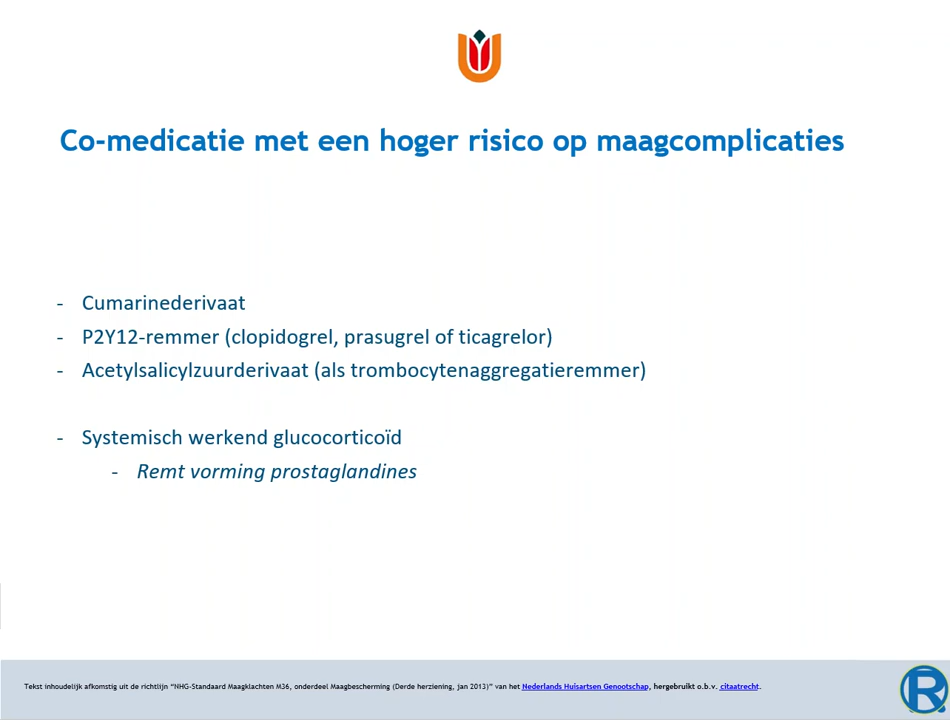 Co-medicatie met een hoger risico op maagcomplicaties
- Cumarinederivaat
- P2Y12-remmer (clopidogrel, prasugrel of ticagrelor)
- Acetylsalicylzuurderivaat (als trombocytenaggregatieremmer)
- Systemisch werkend glucocorticoïd
- Remt vorming prostaglandines
Tekst inhoudelijk afkomstig uit de richtlijn “NHG-Standaard Maagklachten M36, onderdeel Maagbescherming (Derde herziening, jan 2013)” van het Nederlands Huisartsen Genootschap, hergebruikt o.b.v. citaatrecht.
R